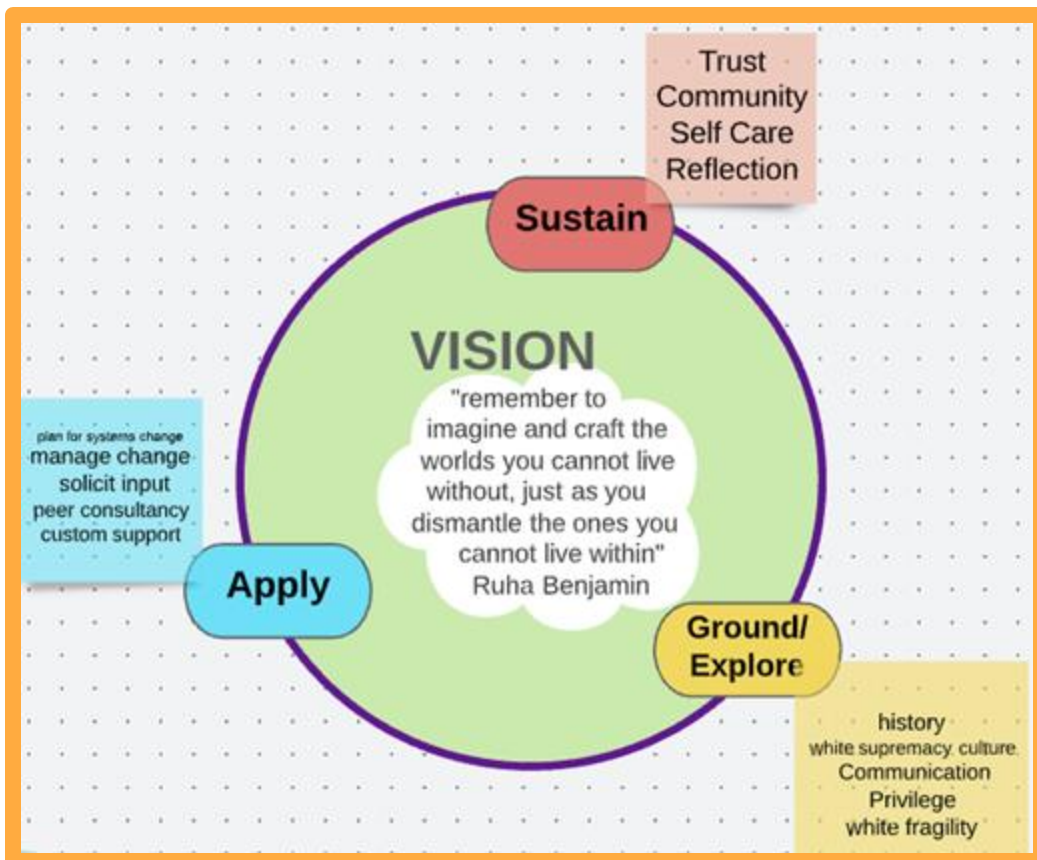 Trust
Community
Self Care
Reflection
Sustain
VISION
"remember to
imagine and craft the
worlds you cannot live
without, just as you
dismantle the ones you
cannot live within"
Ruha Benjamin
plan for systems change
manage change
solicit input
peer consultancy
custom support
Apply
Ground/
Explore
history
white supremacy culture
Communication
Privilege
white fragility